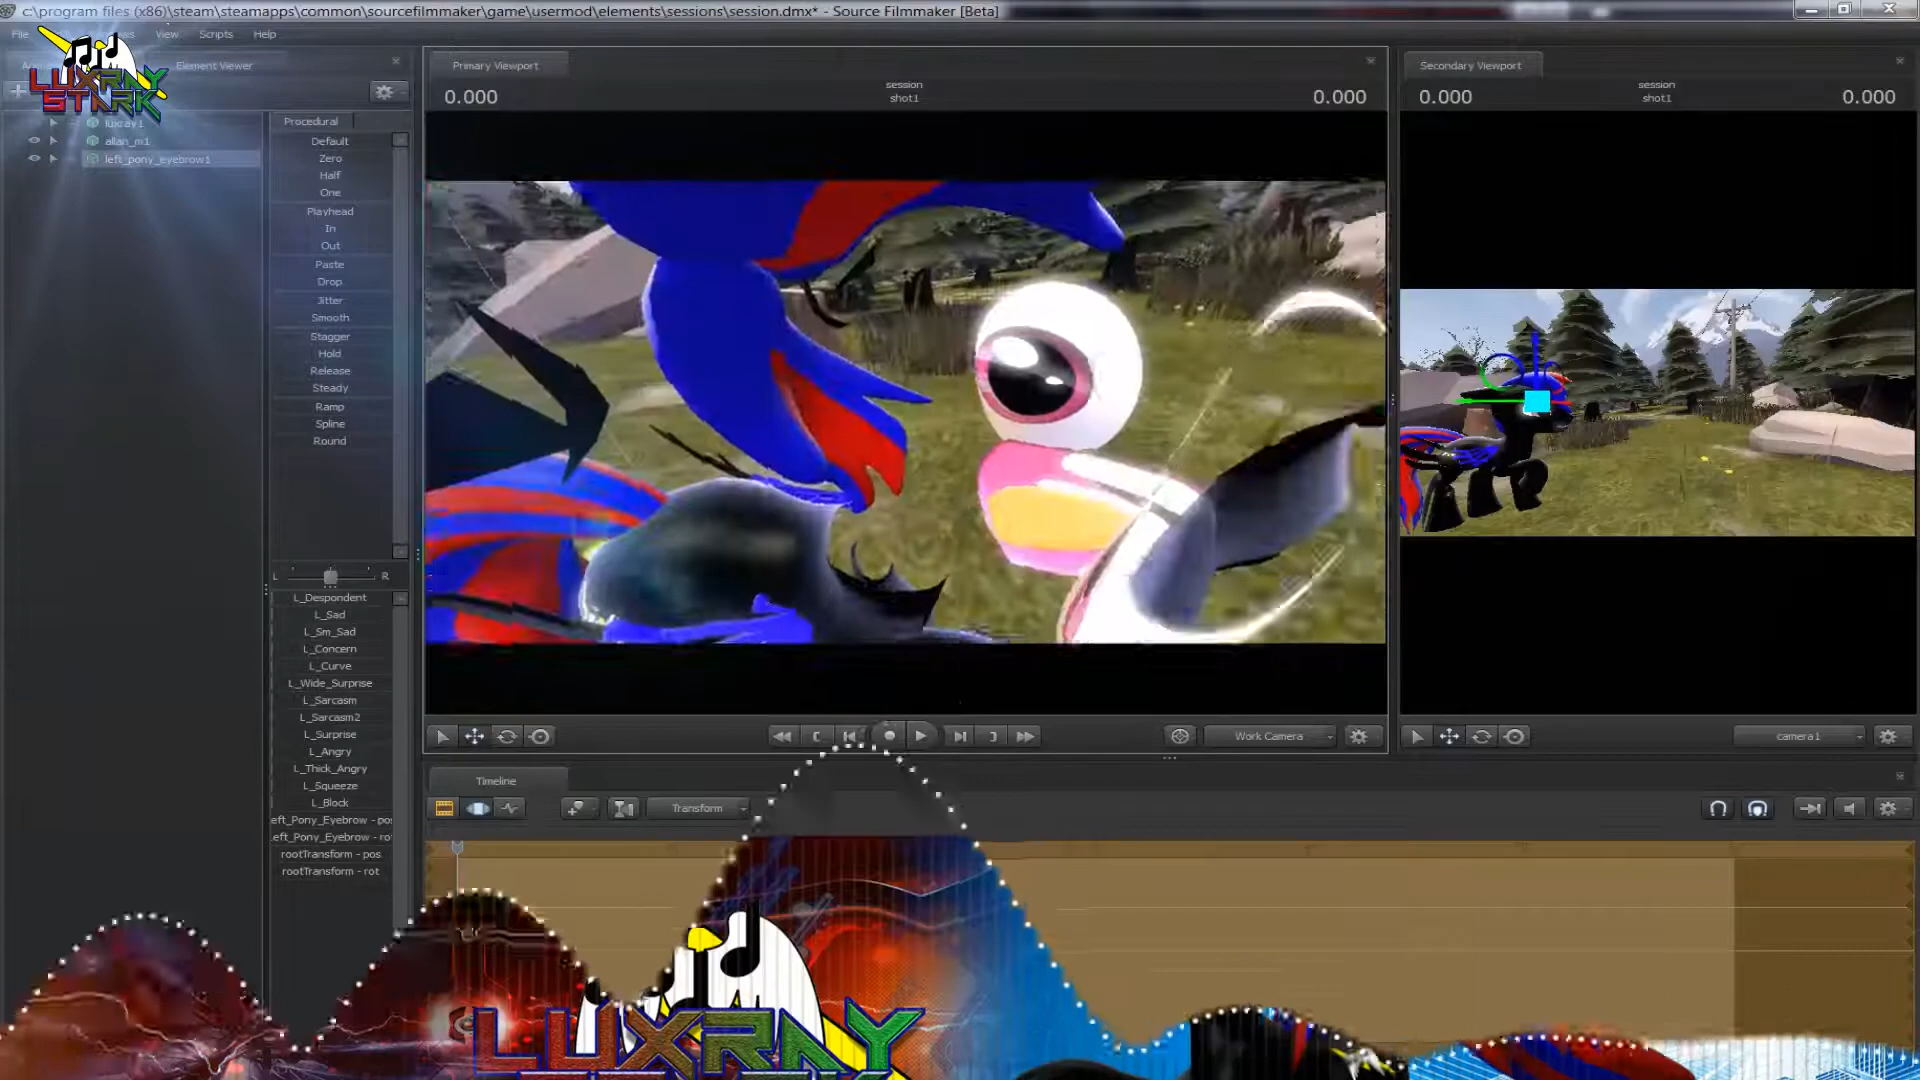 c:\program files (x86)\steam\steamapps\common\sourcefilmmaker\game\usermod\elements\sessions\session.dmx* - Source Filmmaker [Beta]
File
View
Scripts
Help
LUXRAY
STARK
Element Viewer
luxray1
allan_m1
left_pony_eyebrow1
Procedural
Default
Zero
Half
One
Playhead
In
Out
Paste
Drop
Jitter
Smooth
Stagger
Hold
Release
Steady
Ramp
Spline
Round
L
R
L_Despondent
L_Sad
L_Sm_Sad
L_Concern
L_Curve
L_Wide_Surprise
L_Sarcasm
L_Sarcasm2
L_Surprise
L_Angry
L_Thick_Angry
L_Squeeze
L_Block
eft_Pony_Eyebrow - pos
eft_Pony_Eyebrow - rot
rootTransform - pos
rootTransform - rot
Primary Viewport
session
shot1
0.000
0.000
Work Camera
Secondary Viewport
session
shot1
0.000
0.000
camera1
Timeline
Transform
LUXRAY